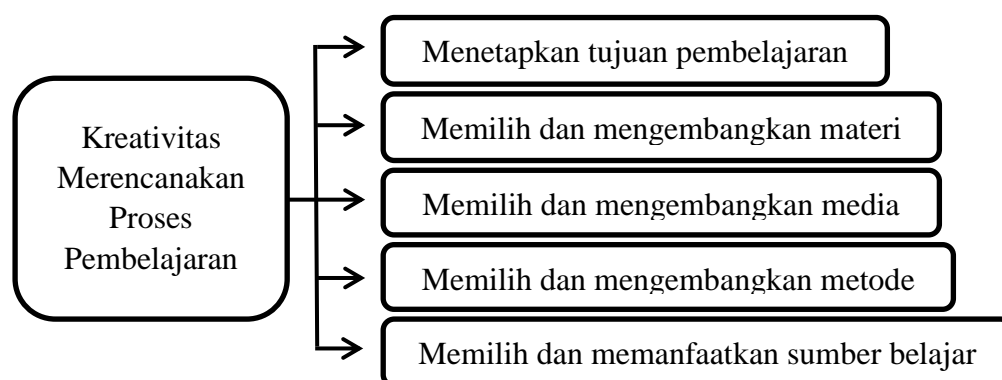 Kreativitas
Merencanakan
Proses
Pembelajaran
Menetapkan tujuan pembelajaran
Memilih dan mengembangkan materi
Memilih dan mengembangkan media
Memilih dan mengembangkan metode
Memilih dan memanfaatkan sumber belajar